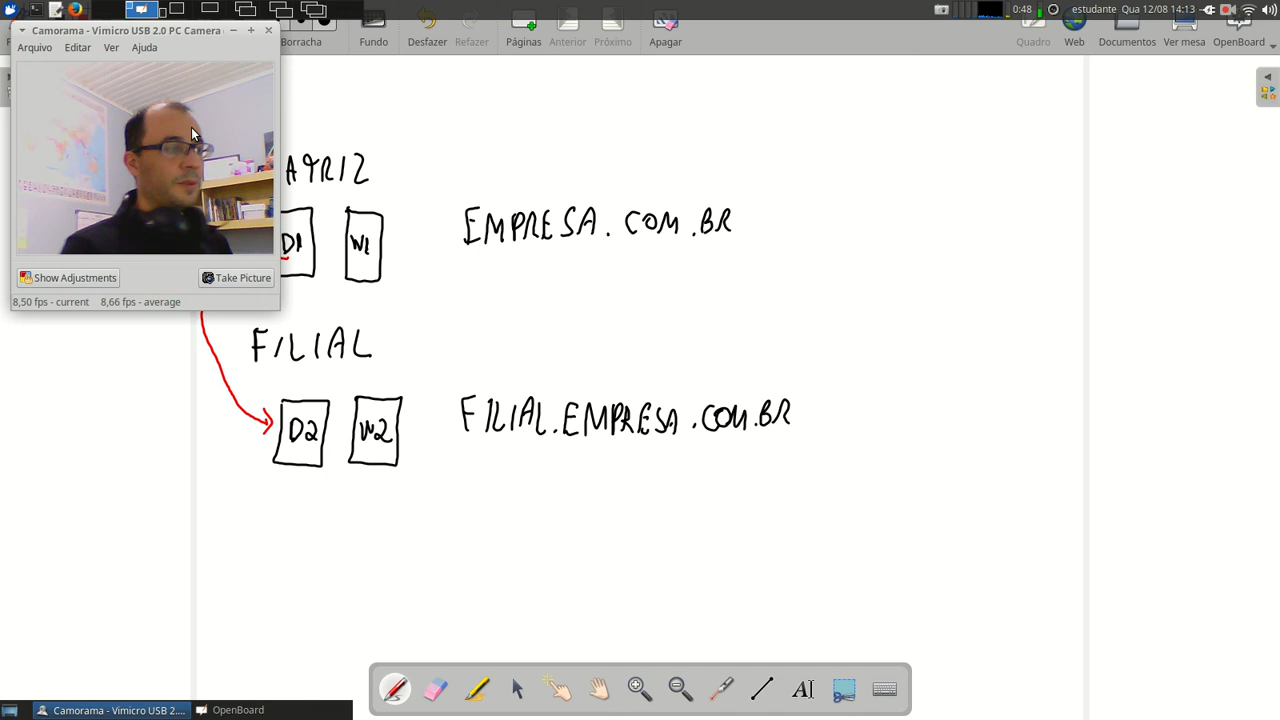 0:48 estudante Qua 12/08 14:13
Camorama - Vimicro USB 2.0 PC Camera
Arquivo Editar Ver Ajuda
Borracha Fundo Desfazer Refazer Páginas Anterior Próximo Apagar Quadro Web Documentos Ver mesa OpenBoard
ATRIZ
D1 W1 EMPRESA.COM.BR
Show Adjustments Take Picture
8,50 fps - current 8,66 fps - average
FILIAL
D2 W2 FILIAL.EMPRESA.COM.BR
AI
Camorama - Vimicro USB 2.... OpenBoard